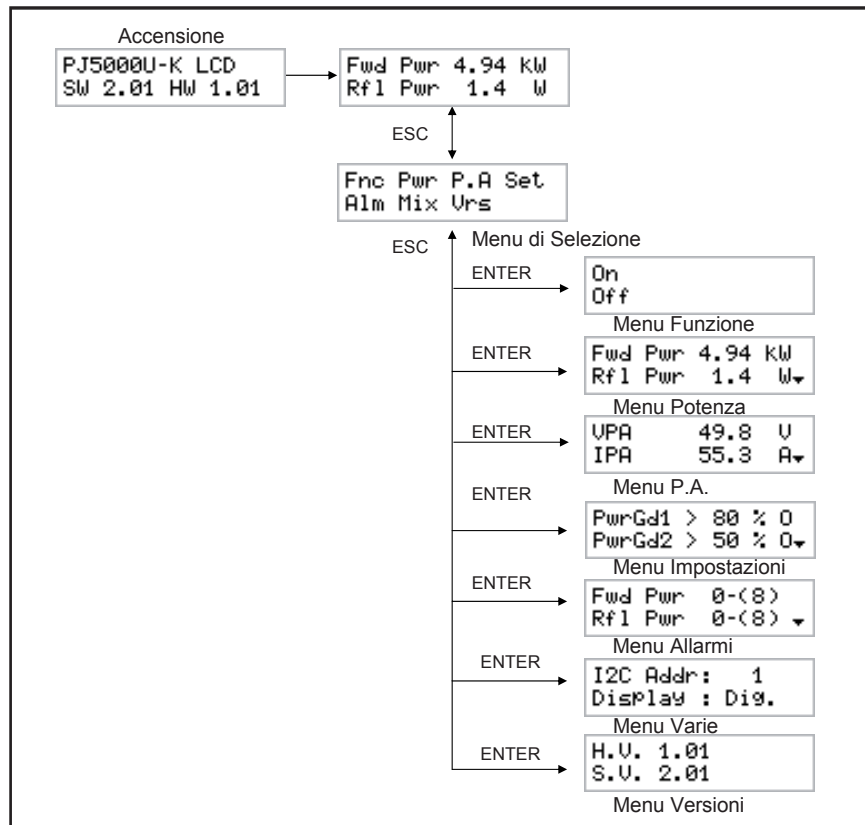 Accensione
PJ5000U-K LCD
SW 2.01 HW 1.01
Fwd Pwr 4.94 KW
Rfl Pwr 1.4 W
ESC
Fnc Pwr P.A Set
Alm Mix Vrs
ESC
Menu di Selezione
ENTER
On
Off
Menu Funzione
ENTER
Fwd Pwr 4.94 KW
Rfl Pwr 1.4 W
Menu Potenza
ENTER
VPA 49.8 V
IPA 55.3 A
Menu P.A.
ENTER
PwrGd1 > 80 % O
PwrGd2 > 50 % O
Menu Impostazioni
ENTER
Fwd Pwr 0-(8)
Rfl Pwr 0-(8)
Menu Allarmi
ENTER
I2C Addr: 1
Display : Dig.
Menu Varie
ENTER
H.V. 1.01
S.V. 2.01
Menu Versioni